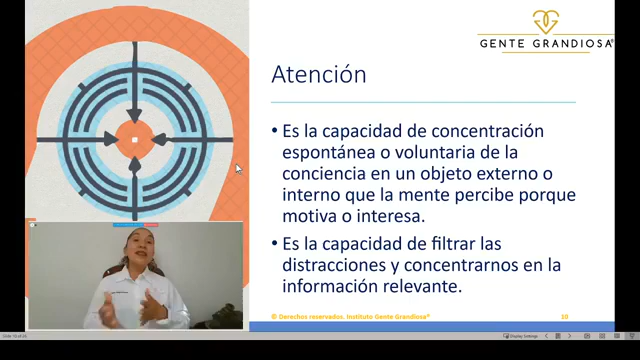 GENTE GRANDIOSA®
Atención
• Es la capacidad de concentración
espontánea o voluntaria de la
conciencia en un objeto externo o
interno que la mente percibe porque
motiva o interesa.
• Es la capacidad de filtrar las
distracciones y concentrarnos en la
información relevante.
© Derechos reservados. Instituto Gente Grandiosa®
10
Display Settings